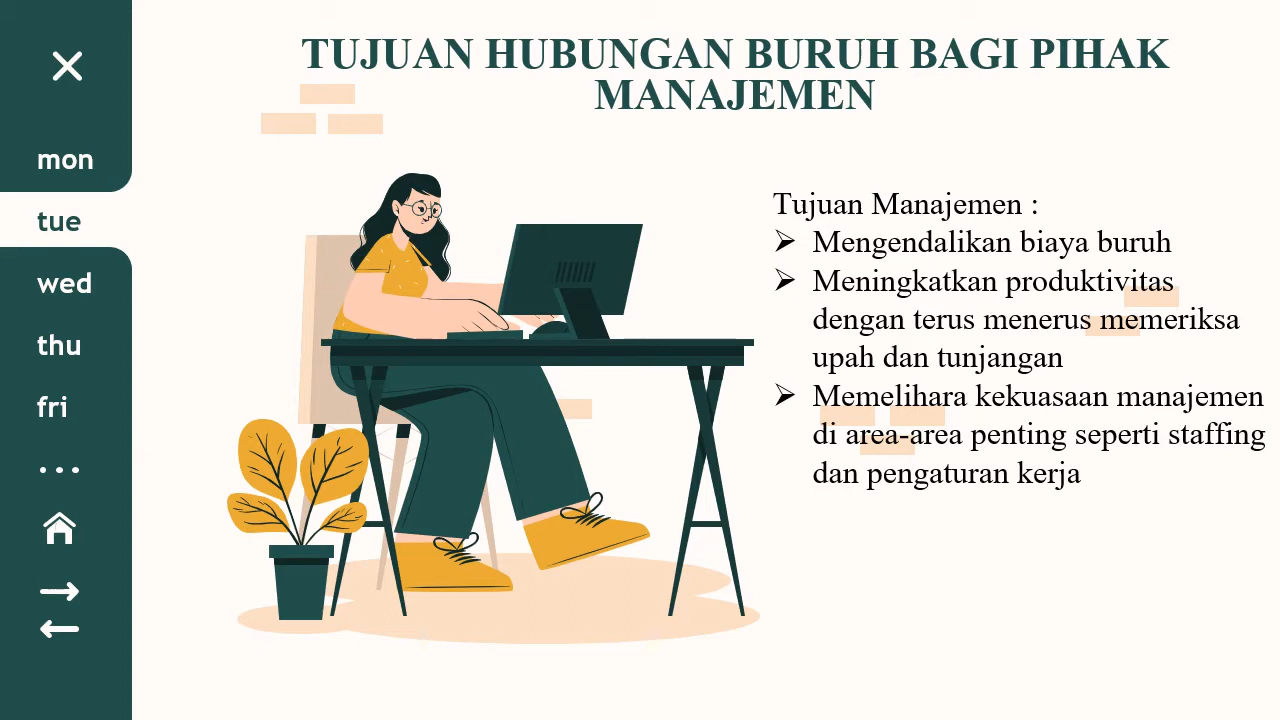 TUJUAN HUBUNGAN BURUH BAGI PIHAK
MANAJEMEN
mon
tue
wed
thu
fri
...
Tujuan Manajemen :
➢ Mengendalikan biaya buruh
➢ Meningkatkan produktivitas
dengan terus menerus memeriksa
upah dan tunjangan
➢ Memelihara kekuasaan manajemen
di area-area penting seperti staffing
dan pengaturan kerja